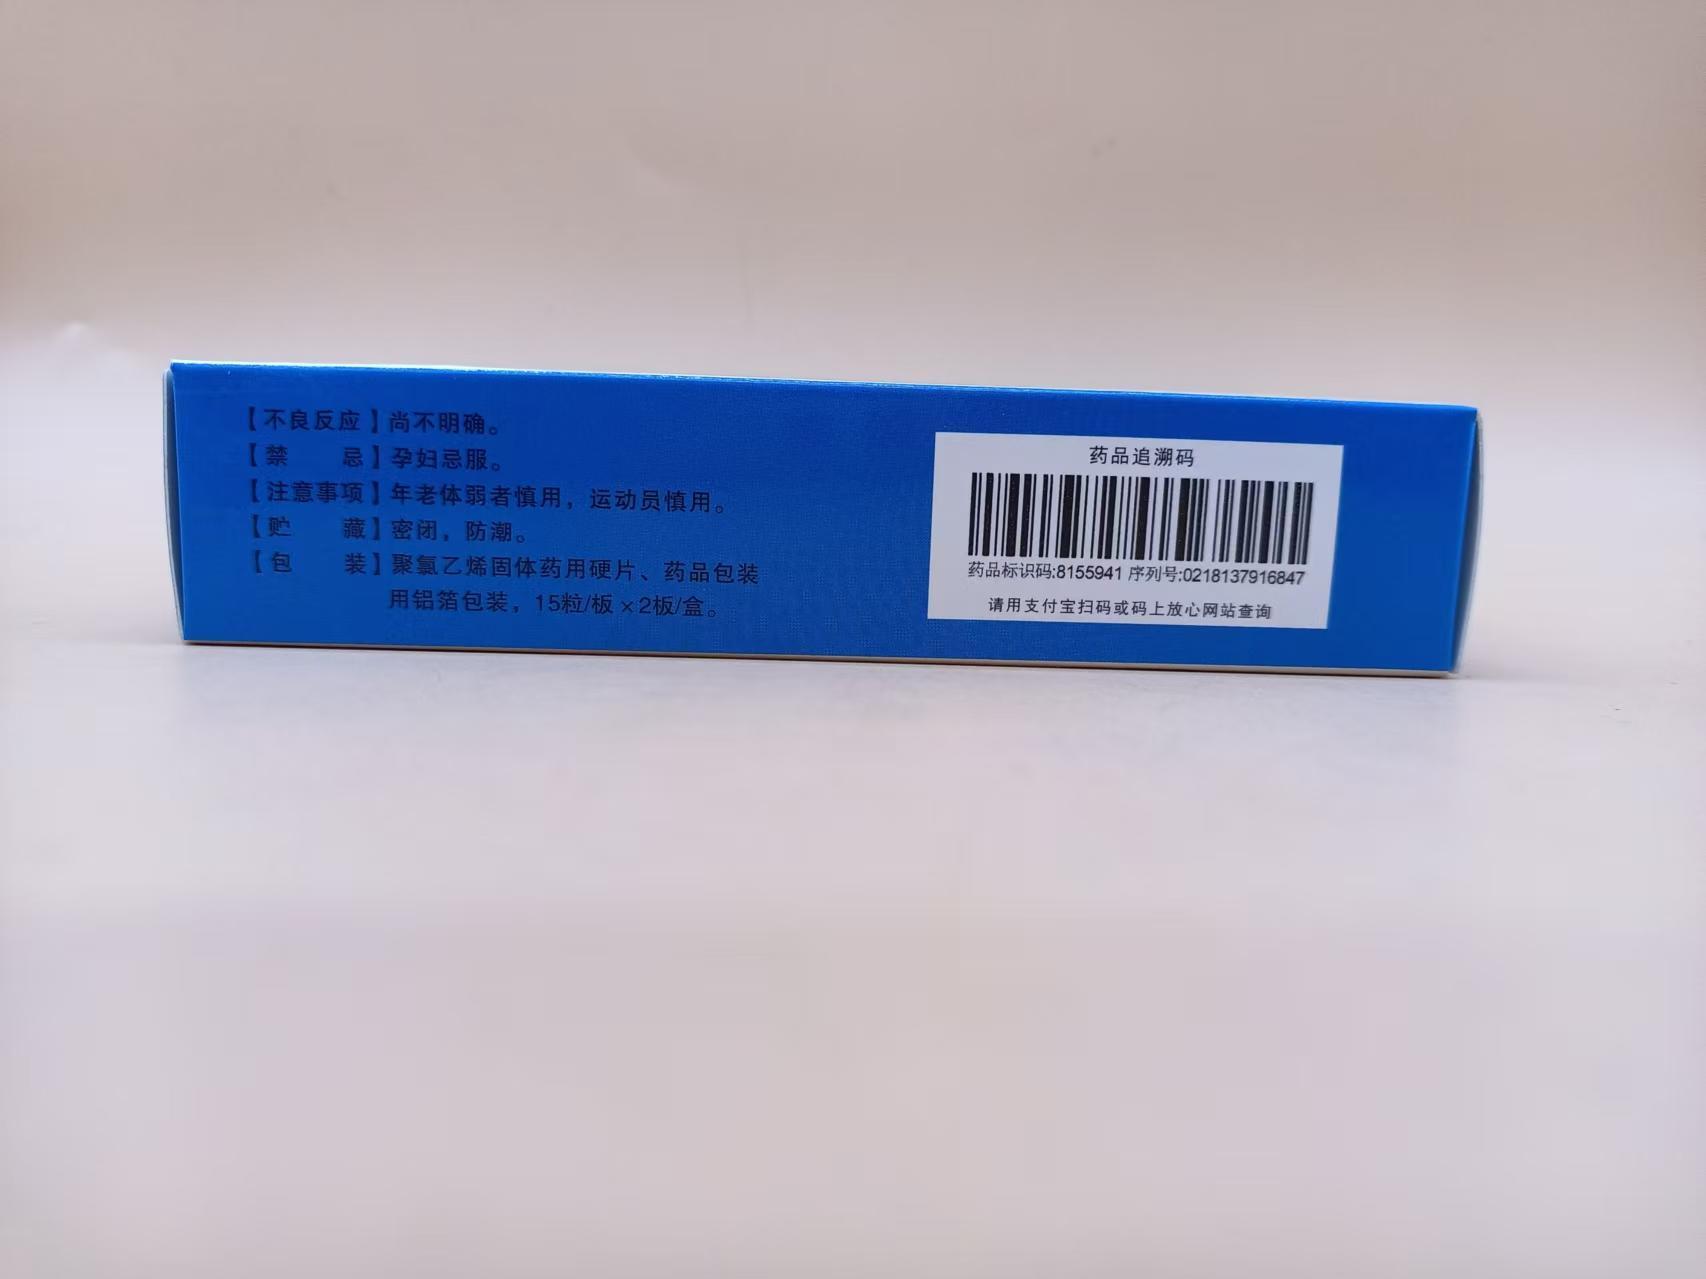 【不良反应】尚不明确。
【禁 忌】孕妇忌服。
【注意事项】年老体弱者慎用，运动员慎用。
【贮 藏】密闭，防潮。
【包 装】聚氯乙烯固体药用硬片、药品包装
用铝箔包装，15粒/板×2板/盒。
药品追溯码
药品标识码:8155941 序列号:0218137916847
请用支付宝扫码或码上放心网站查询